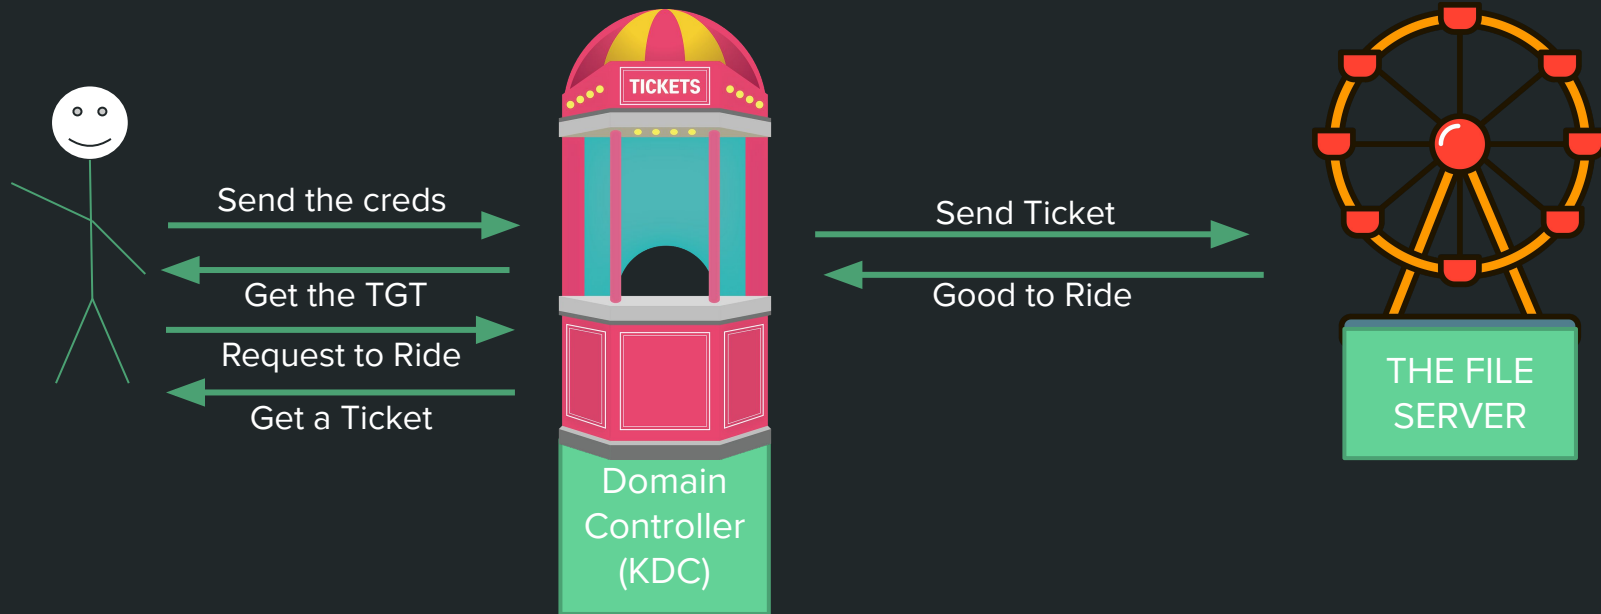 TICKETS
Send the creds
Get the TGT
Request to Ride
Get a Ticket
Send Ticket
Good to Ride
THE FILE
SERVER
Domain
Controller
(KDC)